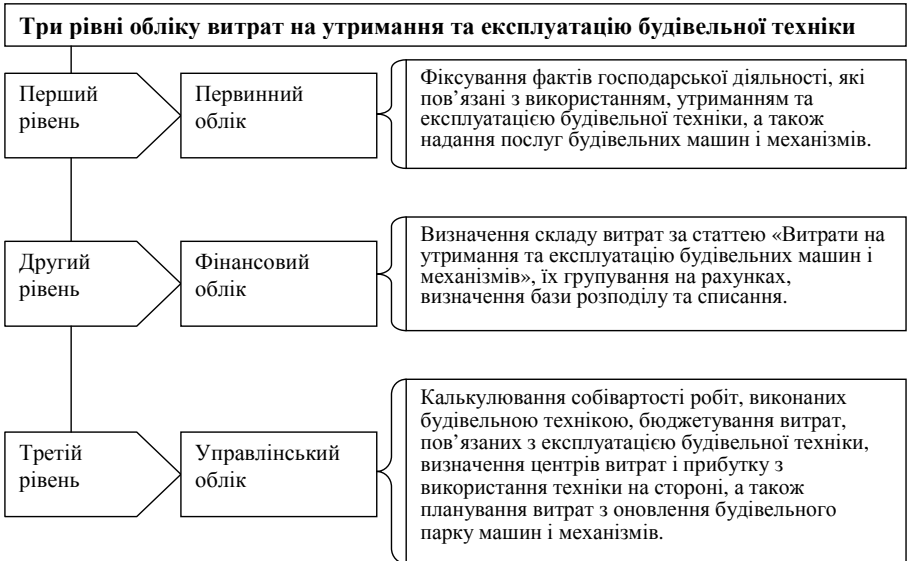 Три рівні обліку витрат на утримання та експлуатацію будівельної техніки
Перший
рівень
Первинний
облік
Фіксування фактів господарської діяльності, які
пов’язані з використанням, утриманням та
експлуатацією будівельної техніки, а також
надання послуг будівельних машин і механізмів.
Другий
рівень
Фінансовий
облік
Визначення складу витрат за статтею «Витрати на
утримання та експлуатацію будівельних машин і
механізмів», їх групування на рахунках,
визначення бази розподілу та списання.
Третій
рівень
Управлінський
облік
Калькулювання собівартості робіт, виконаних
будівельною технікою, бюджетування витрат,
пов’язаних з експлуатацією будівельної техніки,
визначення центрів витрат і прибутку з
використання техніки на стороні, а також
планування витрат з оновлення будівельного
парку машин і механізмів.